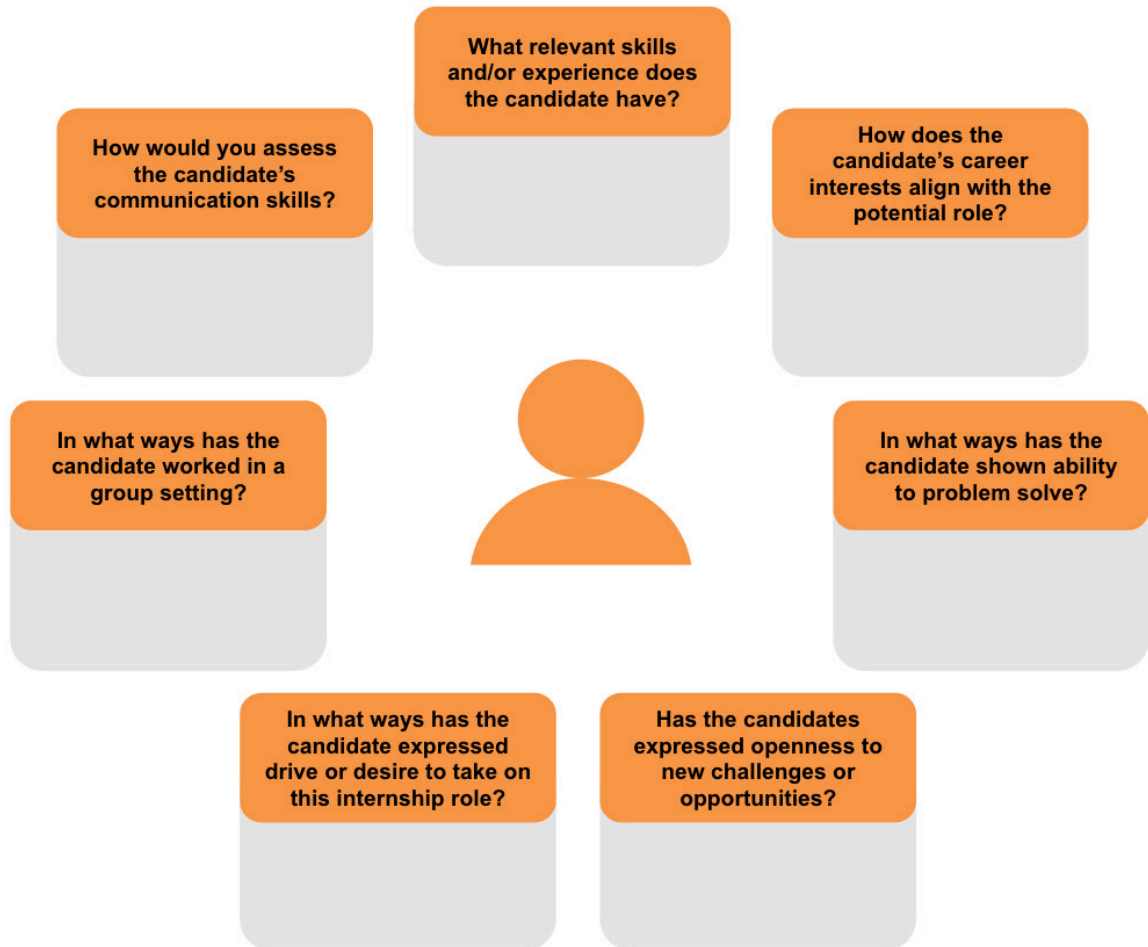 What relevant skills
and/or experience does
the candidate have?
How would you assess
the candidate’s
communication skills?
How does the
candidate’s career
interests align with the
potential role?
In what ways has the
candidate worked in a
group setting?
In what ways has the
candidate shown ability
to problem solve?
In what ways has the
candidate expressed
drive or desire to take on
this internship role?
Has the candidates
expressed openness to
new challenges or
opportunities?